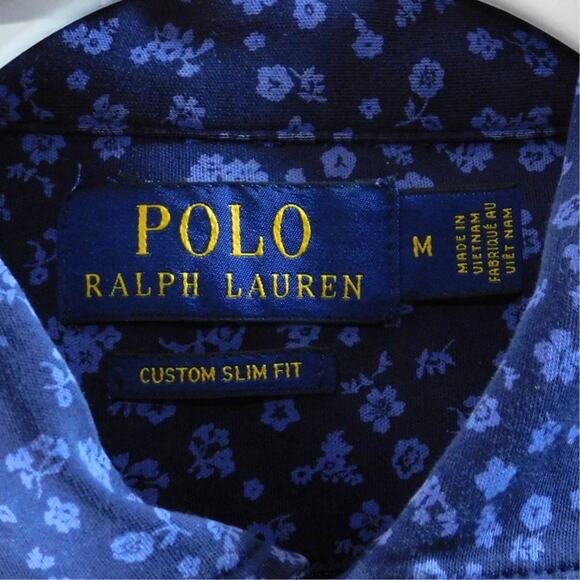 POLO
RALPH LAUREN
M
MADE IN
VIETNAM
FABRIQUÉ AU
VIÊT NAM
CUSTOM SLIM FIT